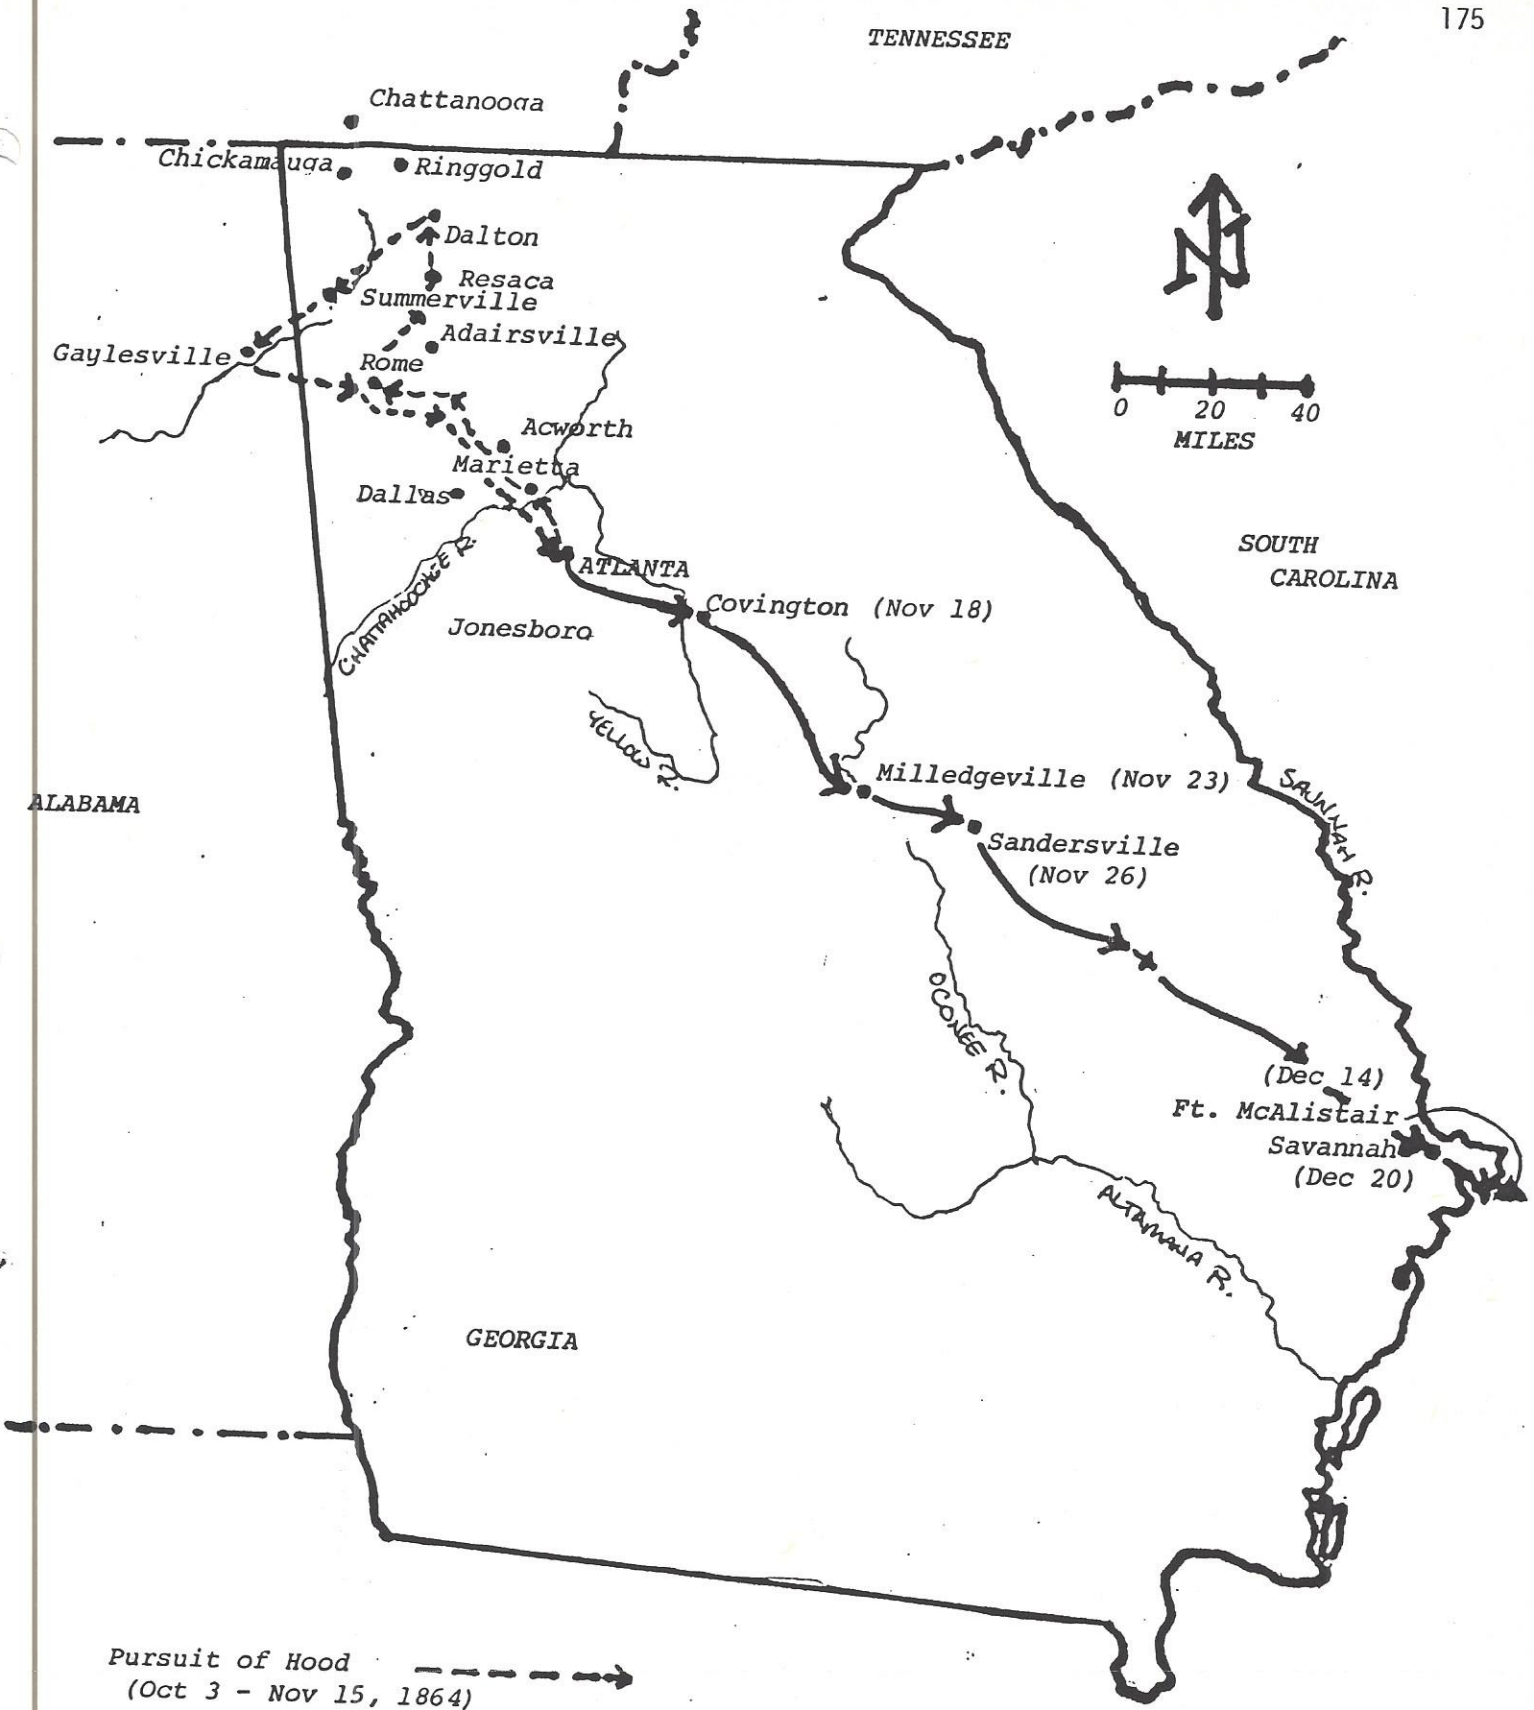 175
TENNESSEE
Chattanooga
Chickamauga
Ringgold
Dalton
Resaca
Summerville
Adairsville
Gaylesville
Rome
Acworth
Marietta
Dallas
N
0 20 40
MILES
SOUTH
CAROLINA
CHATTAHOOCHEE R.
ATLANTA
Covington (Nov 18)
Jonesboro
YELLOW R.
Milledgeville (Nov 23)
SAUNNAH R.
ALABAMA
Sandersville
(Nov 26)
OCONEE R.
(Dec 14)
Ft. McAlistair
Savannah
(Dec 20)
ALTAMAHA R.
GEORGIA
Pursuit of Hood
(Oct 3 - Nov 15, 1864)